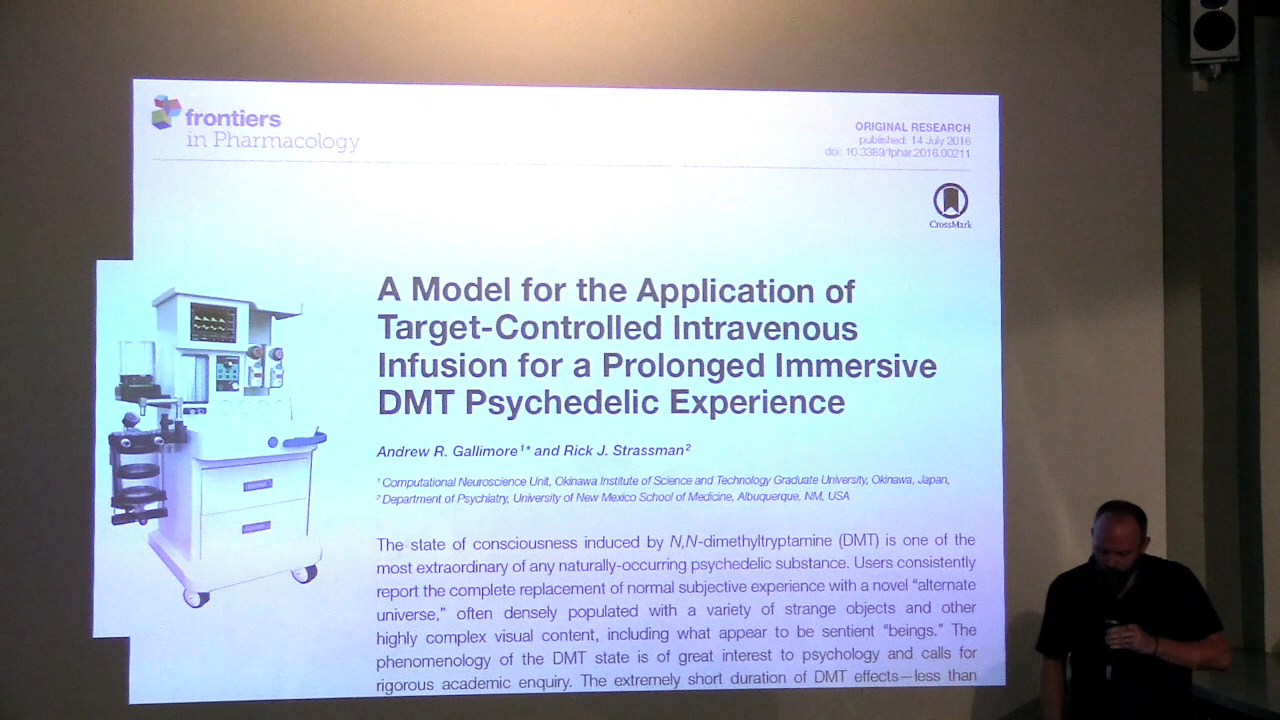 frontiers
in Pharmacology
ORIGINAL RESEARCH
published: 14 July 2016
doi: 10.3389/fphar.2016.00211
CrossMark
A Model for the Application of
Target-Controlled Intravenous
Infusion for a Prolonged Immersive
DMT Psychedelic Experience
Andrew R. Gallimore1* and Rick J. Strassman2
1 Computational Neuroscience Unit, Okinawa Institute of Science and Technology Graduate University, Okinawa, Japan,
2 Department of Psychiatry, University of New Mexico School of Medicine, Albuquerque, NM, USA
The state of consciousness induced by N,N-dimethyltryptamine (DMT) is one of the
most extraordinary of any naturally-occurring psychedelic substance. Users consistently
report the complete replacement of normal subjective experience with a novel “alternate
universe,” often densely populated with a variety of strange objects and other
highly complex visual content, including what appear to be sentient “beings.” The
phenomenology of the DMT state is of great interest to psychology and calls for
rigorous academic enquiry. The extremely short duration of DMT effects—less than